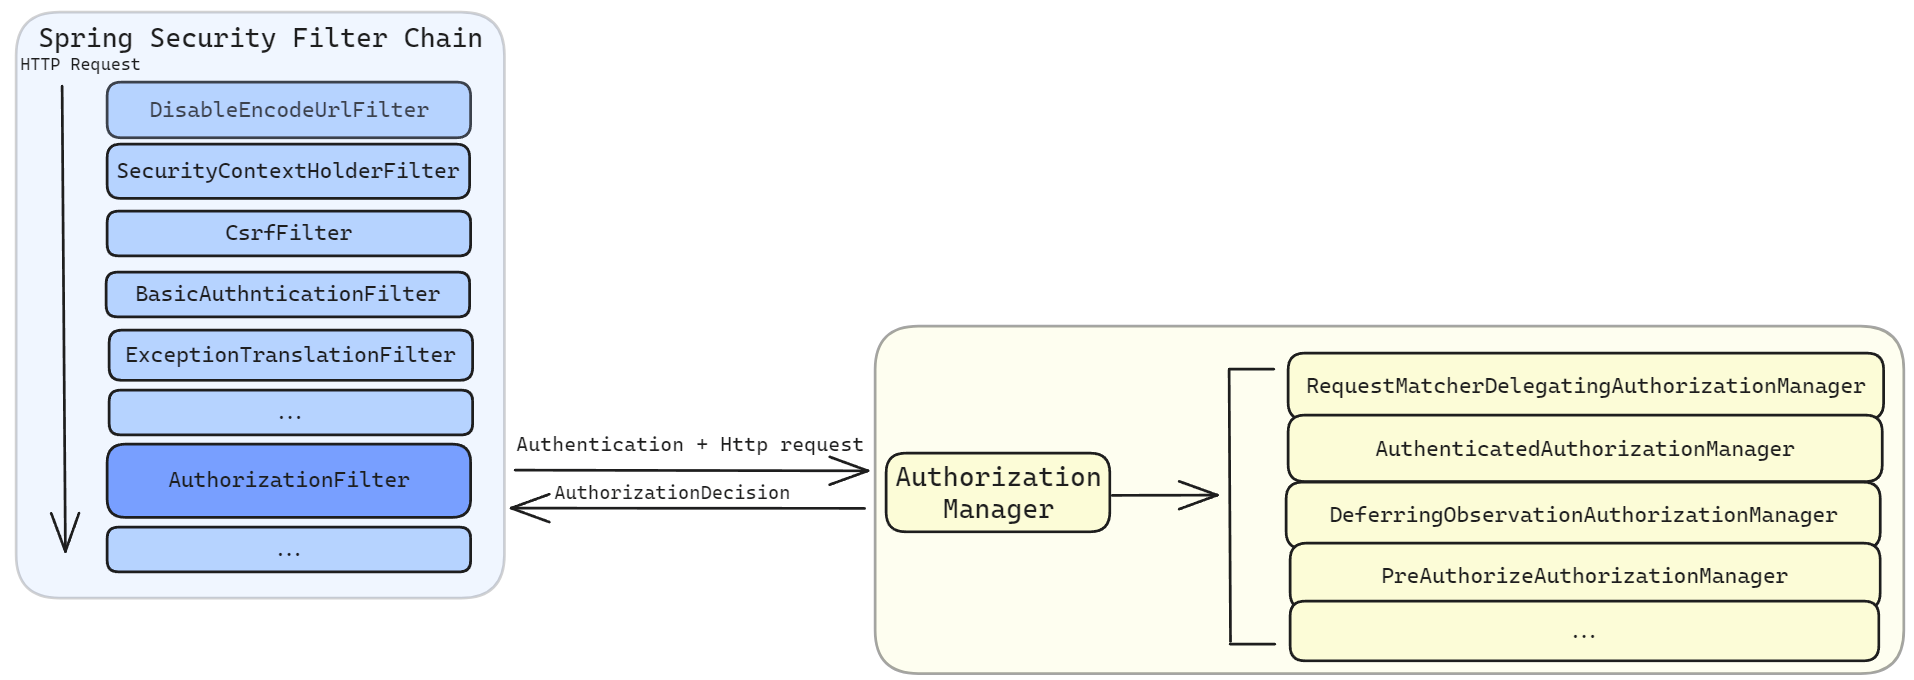 Spring Security Filter Chain
HTTP Request
DisableEncodeUrlFilter
SecurityContextHolderFilter
CsrfFilter
BasicAuthnticationFilter
ExceptionTranslationFilter
...
AuthorizationFilter
...
Authentication + Http request
AuthorizationDecision
Authorization
Manager
RequestMatcherDelegatingAuthorizationManager
AuthenticatedAuthorizationManager
DeferringObservationAuthorizationManager
PreAuthorizeAuthorizationManager
...